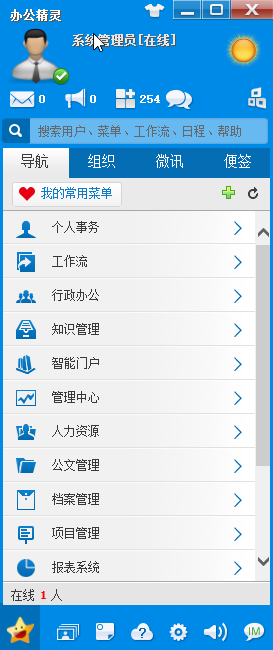 办公精灵
系统管理员[在线]
0 0 254
搜索用户、菜单、工作流、日程、帮助
导航 组织 微讯 便签
我的常用菜单
个人事务
工作流
行政办公
知识管理
智能门户
管理中心
人力资源
公文管理
档案管理
项目管理
报表系统
在线 1 人
IM